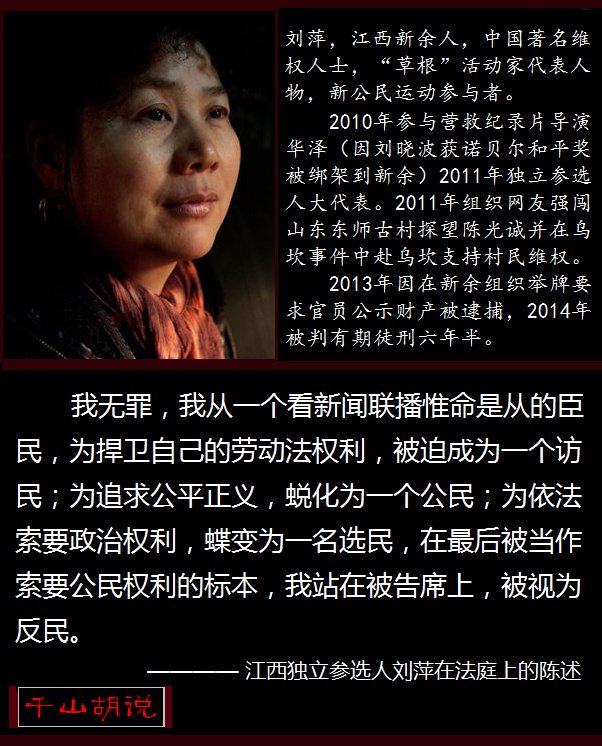 刘萍，江西新余人，中国著名维
权人士，“草根”活动家代表人
物，新公民运动参与者。
2010年参与营救纪录片导演
华泽（因刘晓波获诺贝尔和平奖
被绑架到新余）2011年独立参选
人大代表。2011年组织网友强闯
山东东师古村探望陈光诚并在乌
坎事件中赴乌坎支持村民维权。
2013年因在新余组织举牌要
求官员公示财产被逮捕，2014年
被判有期徒刑六年半。
我无罪，我从一个看新闻联播惟命是从的臣
民，为捍卫自己的劳动法权利，被迫成为一个访
民；为追求公平正义，蜕化为一个公民；为依法
索要政治权利，蝶变为一名选民，在最后被当作
索要公民权利的标本，我站在被告席上，被视为
反民。
———— 江西独立参选人刘萍在法庭上的陈述
千山胡说